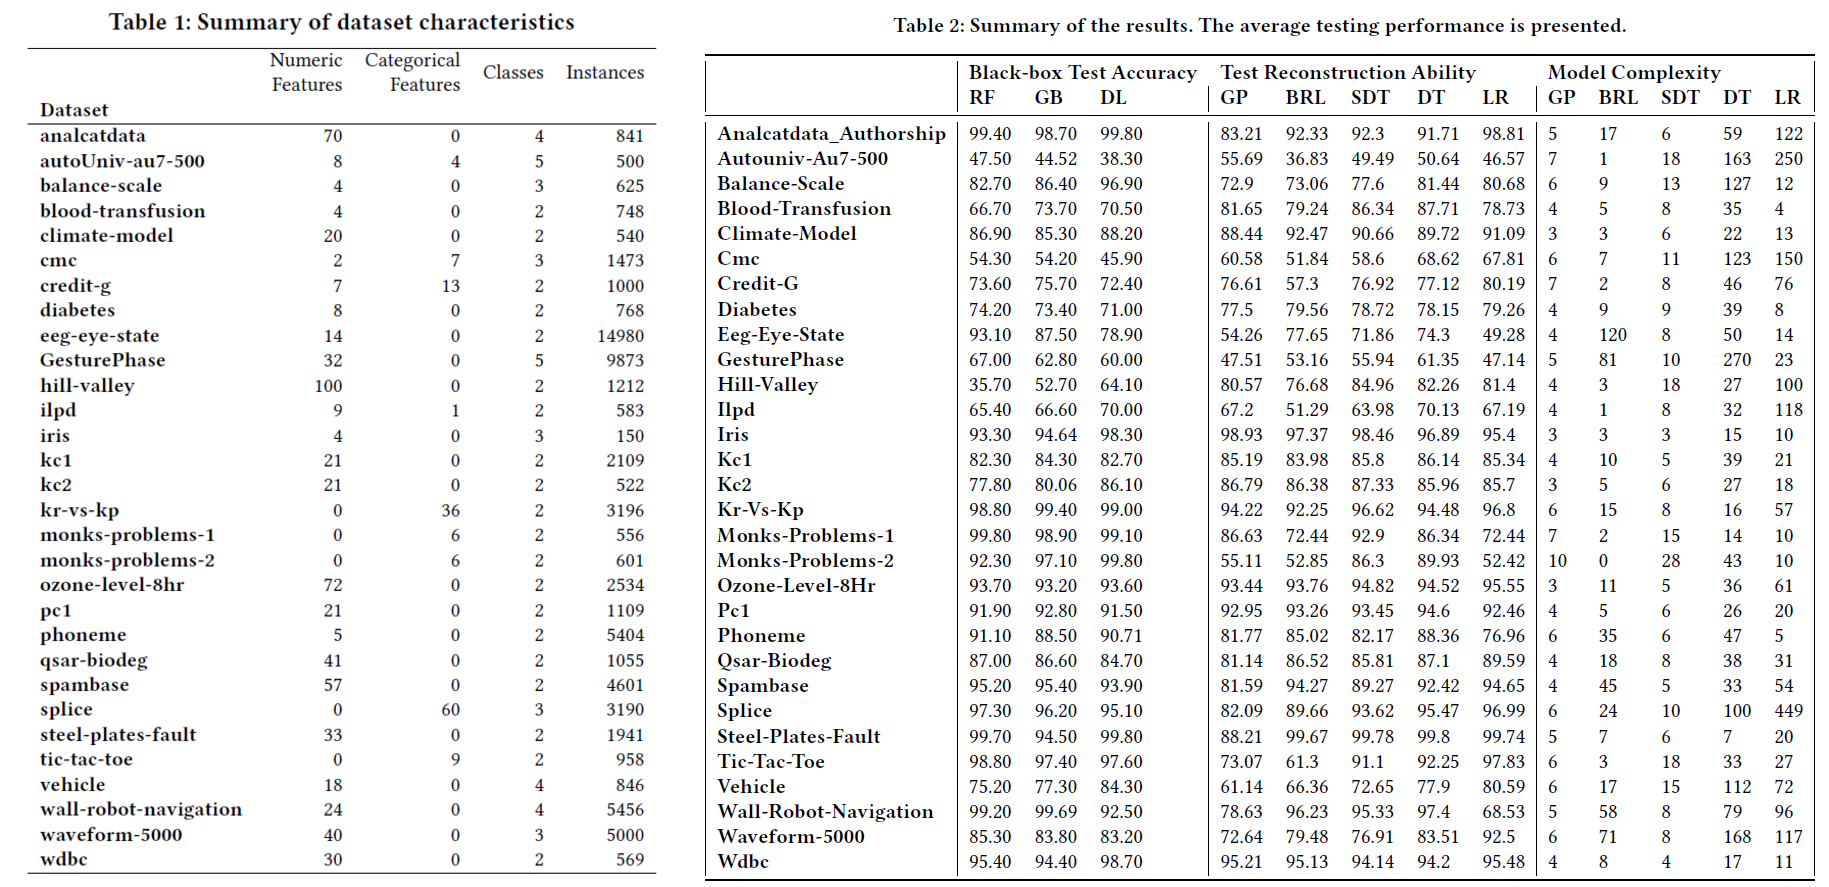 Table 1: Summary of dataset characteristics
Numeric Categorical
Features Features Classes Instances
Dataset
analcatdata 70 0 4 841
autoUniv-au7-500 8 4 5 500
balance-scale 4 0 3 625
blood-transfusion 4 0 2 748
climate-model 20 0 2 540
cmc 2 7 3 1473
credit-g 7 13 2 1000
diabetes 8 0 2 768
eeg-eye-state 14 0 2 14980
GesturePhase 32 0 5 9873
hill-valley 100 0 2 1212
ilpd 9 1 2 583
iris 4 0 3 150
kc1 21 0 2 2109
kc2 21 0 2 522
kr-vs-kp 0 36 2 3196
monks-problems-1 0 6 2 556
monks-problems-2 0 6 2 601
ozone-level-8hr 72 0 2 2534
pc1 21 0 2 1109
phoneme 5 0 2 5404
qsar-biodeg 41 0 2 1055
spambase 57 0 2 4601
splice 0 60 3 3190
steel-plates-fault 33 0 2 1941
tic-tac-toe 0 9 2 958
vehicle 18 0 4 846
wall-robot-navigation 24 0 4 5456
waveform-5000 40 0 3 5000
wdbc 30 0 2 569
Table 2: Summary of the results. The average testing performance is presented.
Black-box Test Accuracy Test Reconstruction Ability Model Complexity
RF GB DL GP BRL SDT DT LR GP BRL SDT DT LR
Analcatdata_Authorship 99.40 98.70 99.80 83.21 92.33 92.3 91.71 98.81 5 17 6 59 122
Autouniv-Au7-500 47.50 44.52 38.30 55.69 36.83 49.49 50.64 46.57 7 1 18 163 250
Balance-Scale 82.70 86.40 96.90 72.9 73.06 77.6 81.44 80.68 6 9 13 127 12
Blood-Transfusion 66.70 73.70 70.50 81.65 79.24 86.34 87.71 78.73 4 5 8 35 4
Climate-Model 86.90 85.30 88.20 88.44 92.47 90.66 89.72 91.09 3 3 6 22 13
Cmc 54.30 54.20 45.90 60.58 51.84 58.6 68.62 67.81 6 7 11 123 150
Credit-G 73.60 75.70 72.40 76.61 57.3 76.92 77.12 80.19 7 2 8 46 76
Diabetes 74.20 73.40 71.00 77.5 79.56 78.72 78.15 79.26 4 9 9 39 8
Eeg-Eye-State 93.10 87.50 78.90 54.26 77.65 71.86 74.3 49.28 4 120 8 50 14
GesturePhase 67.00 62.80 60.00 47.51 53.16 55.94 61.35 47.14 5 81 10 270 23
Hill-Valley 35.70 52.70 64.10 80.57 76.68 84.96 82.26 81.4 4 3 18 27 100
Ilpd 65.40 66.60 70.00 67.2 51.29 63.98 70.13 67.19 4 1 8 32 118
Iris 93.30 94.64 98.30 98.93 97.37 98.46 96.89 95.4 3 3 3 15 10
Kc1 82.30 84.30 82.70 85.19 83.98 85.8 86.14 85.34 4 10 5 39 21
Kc2 77.80 80.06 86.10 86.79 86.38 87.33 85.96 85.7 3 5 6 27 18
Kr-Vs-Kp 98.80 99.40 99.00 94.22 92.25 96.62 94.48 96.8 6 15 8 16 57
Monks-Problems-1 99.80 98.90 99.10 86.63 72.44 92.9 86.34 72.44 7 2 15 14 10
Monks-Problems-2 92.30 97.10 99.80 55.11 52.85 86.3 89.93 52.42 10 0 28 43 10
Ozone-Level-8Hr 93.70 93.20 93.60 93.44 93.76 94.82 94.52 95.55 3 11 5 36 61
Pc1 91.90 92.80 91.50 92.95 93.26 93.45 94.6 92.46 4 5 6 26 20
Phoneme 91.10 88.50 90.71 81.77 85.02 82.17 88.36 76.96 6 35 6 47 5
Qsar-Biodeg 87.00 86.60 84.70 81.14 86.52 85.81 87.1 89.59 4 18 8 38 31
Spambase 95.20 95.40 93.90 81.59 94.27 89.27 92.42 94.65 4 45 5 33 54
Splice 97.30 96.20 95.10 82.09 89.66 93.62 95.47 96.99 6 24 10 100 449
Steel-Plates-Fault 99.70 94.50 99.80 88.21 99.67 99.78 99.8 99.74 5 7 6 7 20
Tic-Tac-Toe 98.80 97.40 97.60 73.07 61.3 91.1 92.25 97.83 6 3 18 33 27
Vehicle 75.20 77.30 84.30 61.14 66.36 72.65 77.9 80.59 6 17 15 112 72
Wall-Robot-Navigation 99.20 99.69 92.50 78.63 96.23 95.33 97.4 68.53 5 58 8 79 96
Waveform-5000 85.30 83.80 83.20 72.64 79.48 76.91 83.51 92.5 6 71 8 168 117
Wdbc 95.40 94.40 98.70 95.21 95.13 94.14 94.2 95.48 4 8 4 17 11